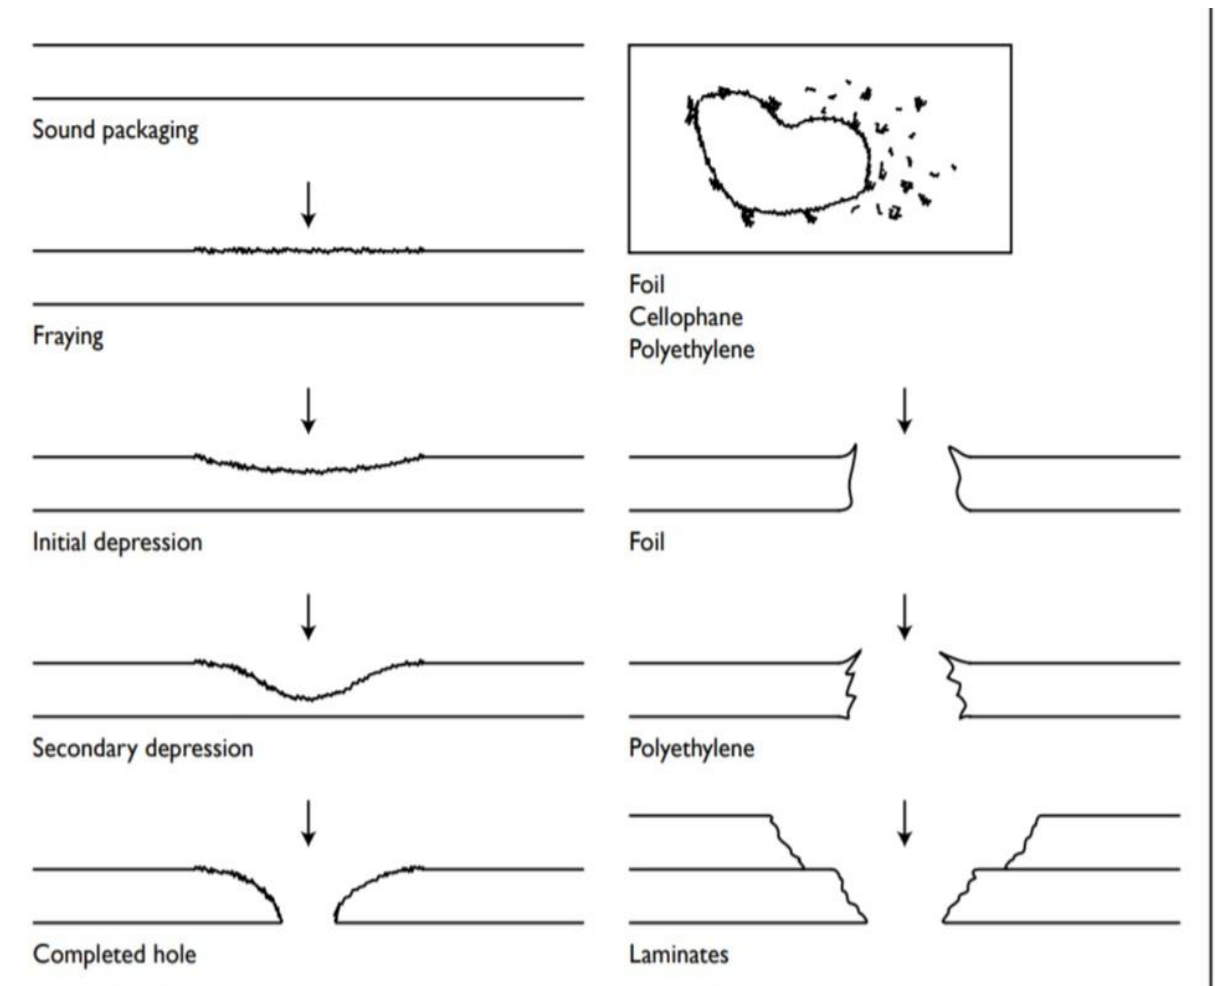 Sound packaging
Fraying
Initial depression
Secondary depression
Completed hole
Foil
Cellophane
Polyethylene
Foil
Polyethylene
Laminates